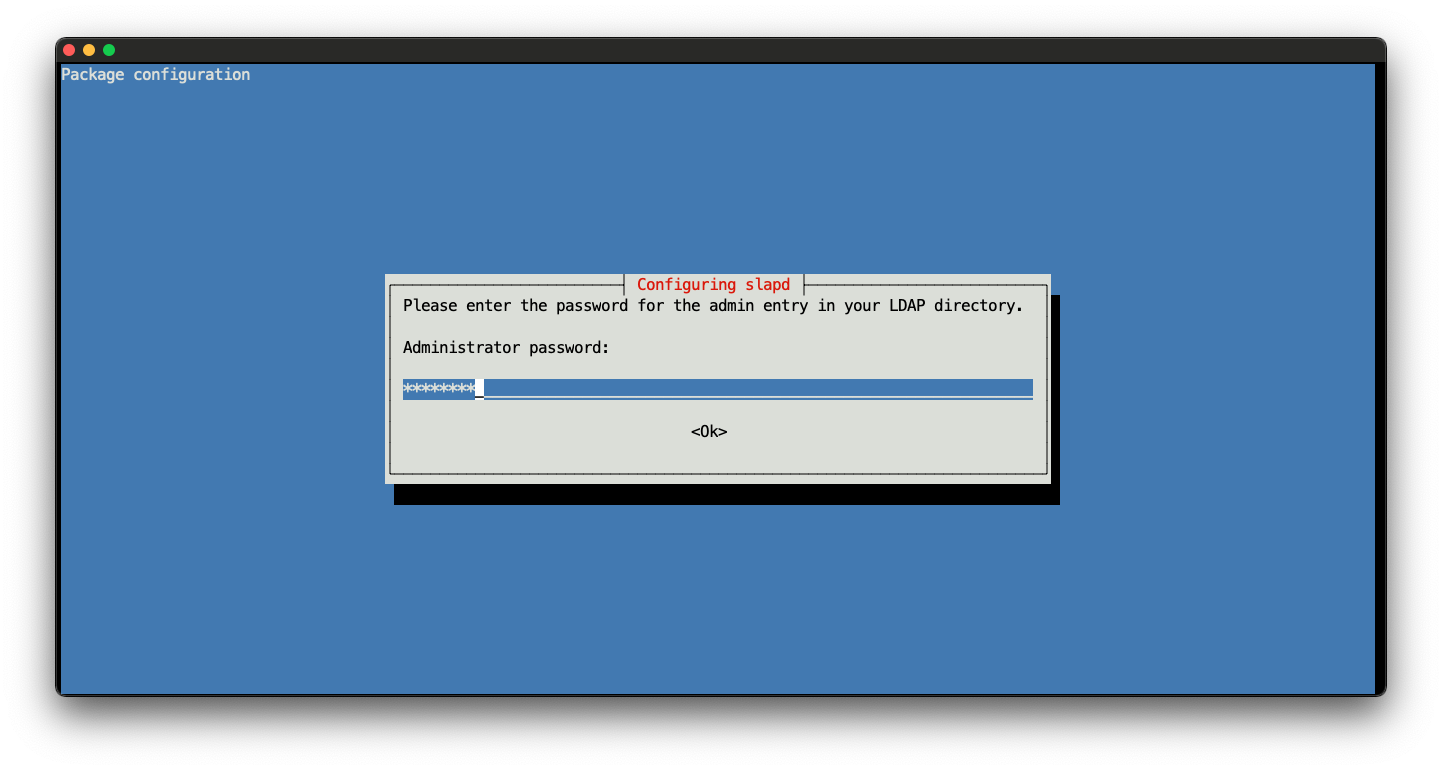 Package configuration
Configuring slapd
Please enter the password for the admin entry in your LDAP directory.
Administrator password:
********_
<Ok>